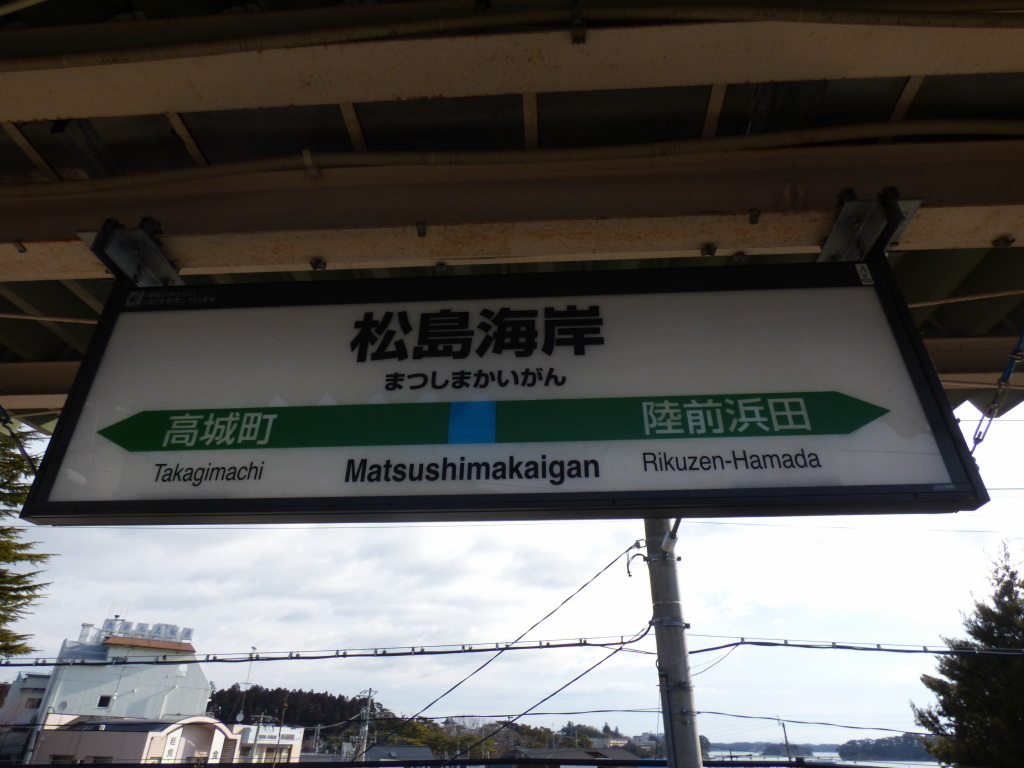 松島海岸
まつしまかいがん
高城町 陸前浜田
Takagimachi Matsushimakaigan Rikuzen-Hamada